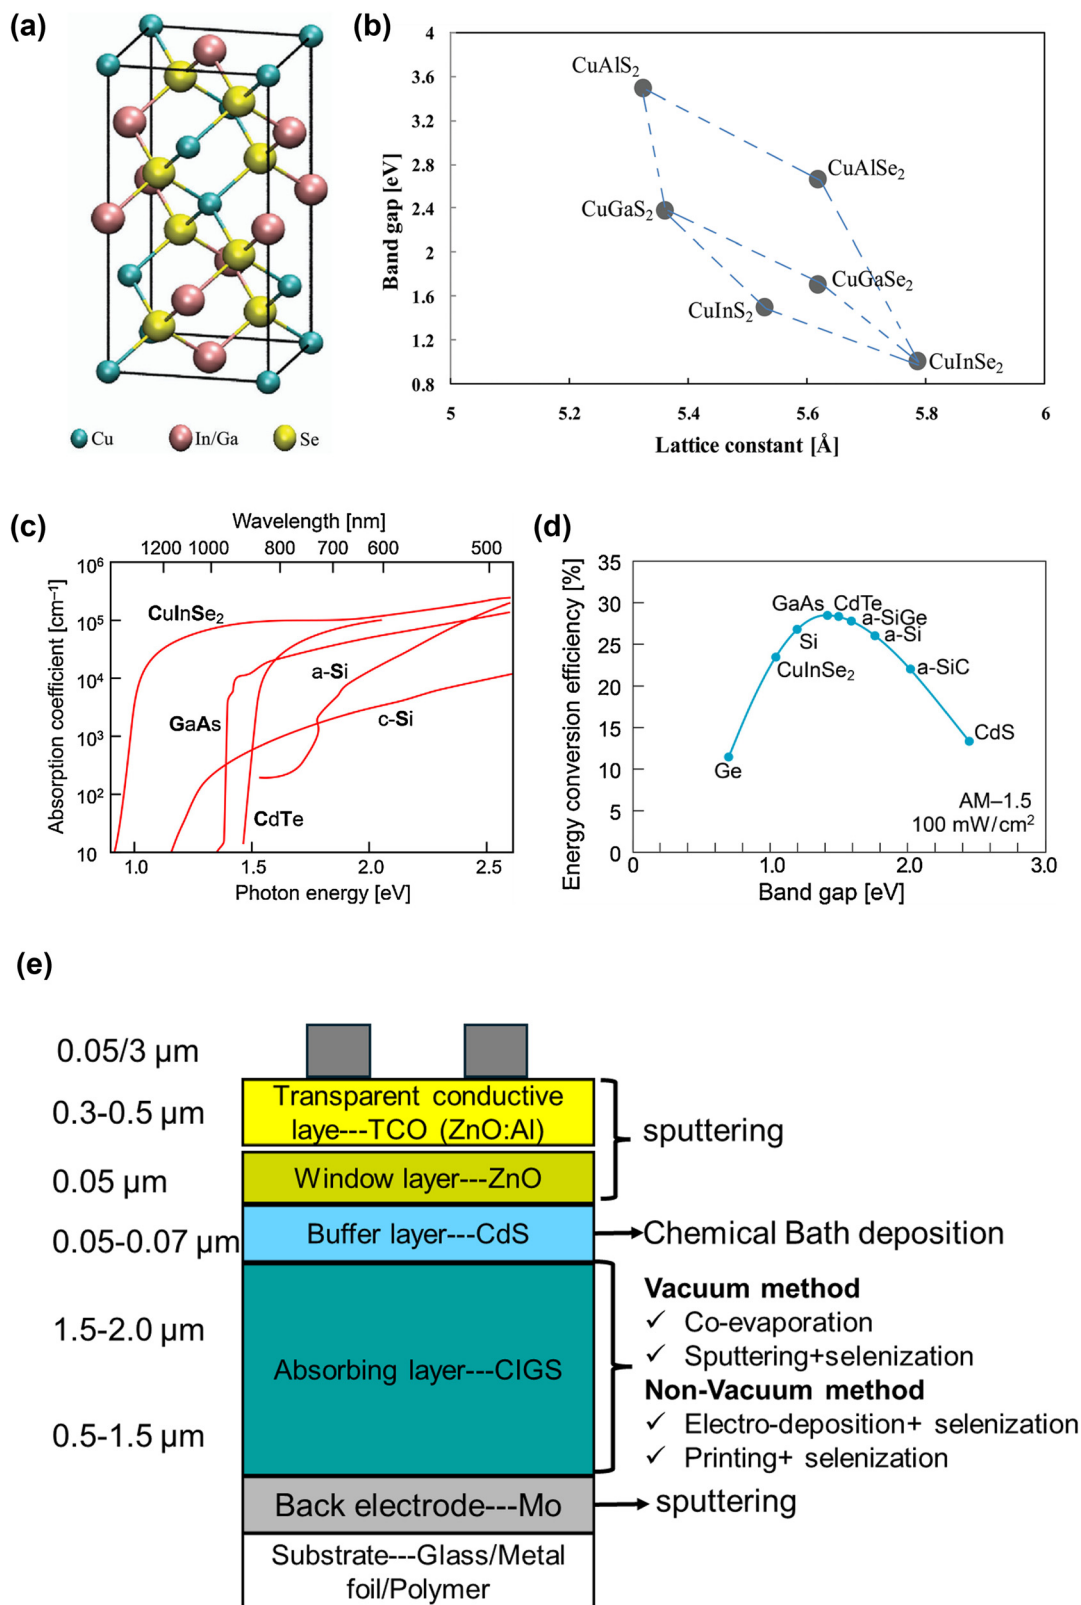 (a)
Cu
In/Ga
Se
(b)
4
3.6
3.2
2.8
2.4
2
1.6
1.2
0.8
Band gap [eV]
CuAlS₂
CuAlSe₂
CuGaS₂
CuGaSe₂
CuInS₂
CuInSe₂
5
5.2
5.4
5.6
5.8
6
Lattice constant [Å]
(c)
Wavelength [nm]
1200 1000 800 700 600 500
10⁶
10⁵
10⁴
10³
10²
10
Absorption coefficient [cm⁻¹]
CuInSe₂
a-Si
GaAs
c-Si
CdTe
1.0
1.5
2.0
2.5
Photon energy [eV]
(d)
35
30
25
20
15
10
5
0
Energy conversion efficiency [%]
GaAs
CdTe
a-SiGe
Si
a-Si
CuInSe₂
a-SiC
CdS
Ge
AM–1.5
100 mW/cm²
0
1.0
2.0
3.0
Band gap [eV]
(e)
0.05/3 µm
0.3-0.5 µm
Transparent conductive
laye---TCO (ZnO:Al)
sputtering
0.05 µm
Window layer---ZnO
0.05-0.07 µm
Buffer layer---CdS
Chemical Bath deposition
1.5-2.0 µm
Absorbing layer---CIGS
Vacuum method
✓ Co-evaporation
✓ Sputtering+selenization
Non-Vacuum method
✓ Electro-deposition+ selenization
✓ Printing+ selenization
0.5-1.5 µm
Back electrode---Mo
sputtering
Substrate---Glass/Metal
foil/Polymer